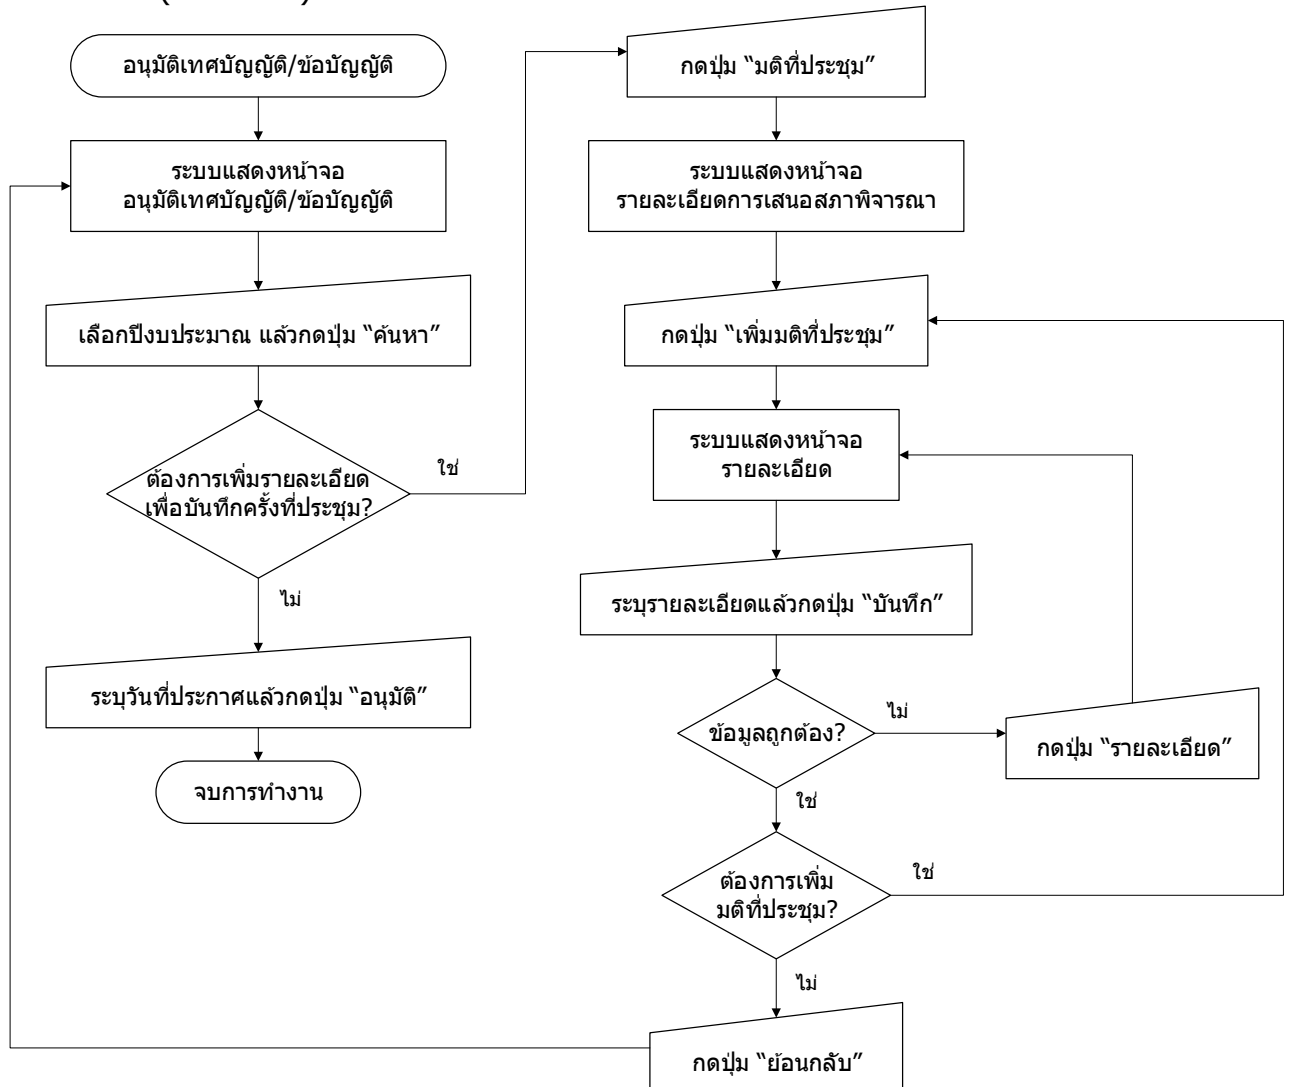 อนุมัติเทศบัญญัติ/ข้อบัญญัติ
ระบบแสดงหน้าจอ
อนุมัติเทศบัญญัติ/ข้อบัญญัติ
เลือกปีงบประมาณ แล้วกดปุ่ม “ค้นหา”
ต้องการเพิ่มรายละเอียด
เพื่อบันทึกครั้งที่ประชุม?
ใช่
ไม่
ระบุวันที่ประกาศแล้วกดปุ่ม “อนุมัติ”
จบการทำงาน
กดปุ่ม “มติที่ประชุม”
ระบบแสดงหน้าจอ
รายละเอียดการเสนอสภาพิจารณา
กดปุ่ม “เพิ่มมติที่ประชุม”
ระบบแสดงหน้าจอ
รายละเอียด
ระบุรายละเอียดแล้วกดปุ่ม “บันทึก”
ข้อมูลถูกต้อง?
ไม่
กดปุ่ม “รายละเอียด”
ใช่
ต้องการเพิ่ม
มติที่ประชุม?
ใช่
ไม่
กดปุ่ม “ย้อนกลับ”